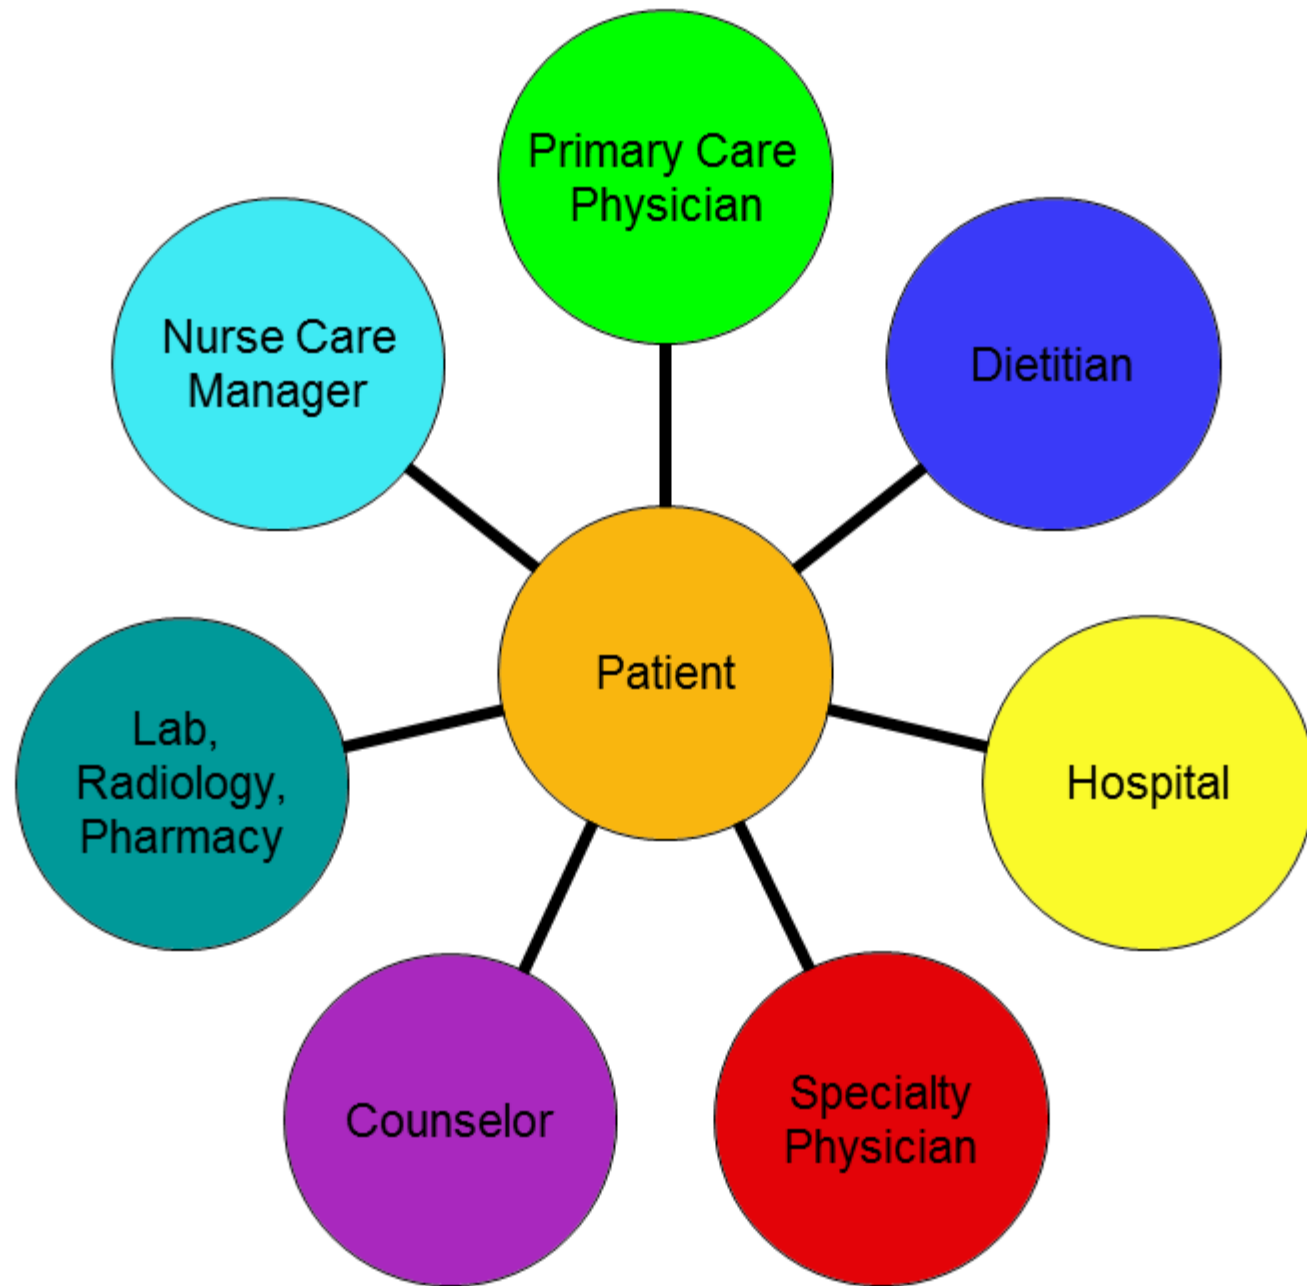 Primary Care
Physician
Nurse Care
Manager
Dietitian
Patient
Lab,
Radiology,
Pharmacy
Hospital
Counselor
Specialty
Physician